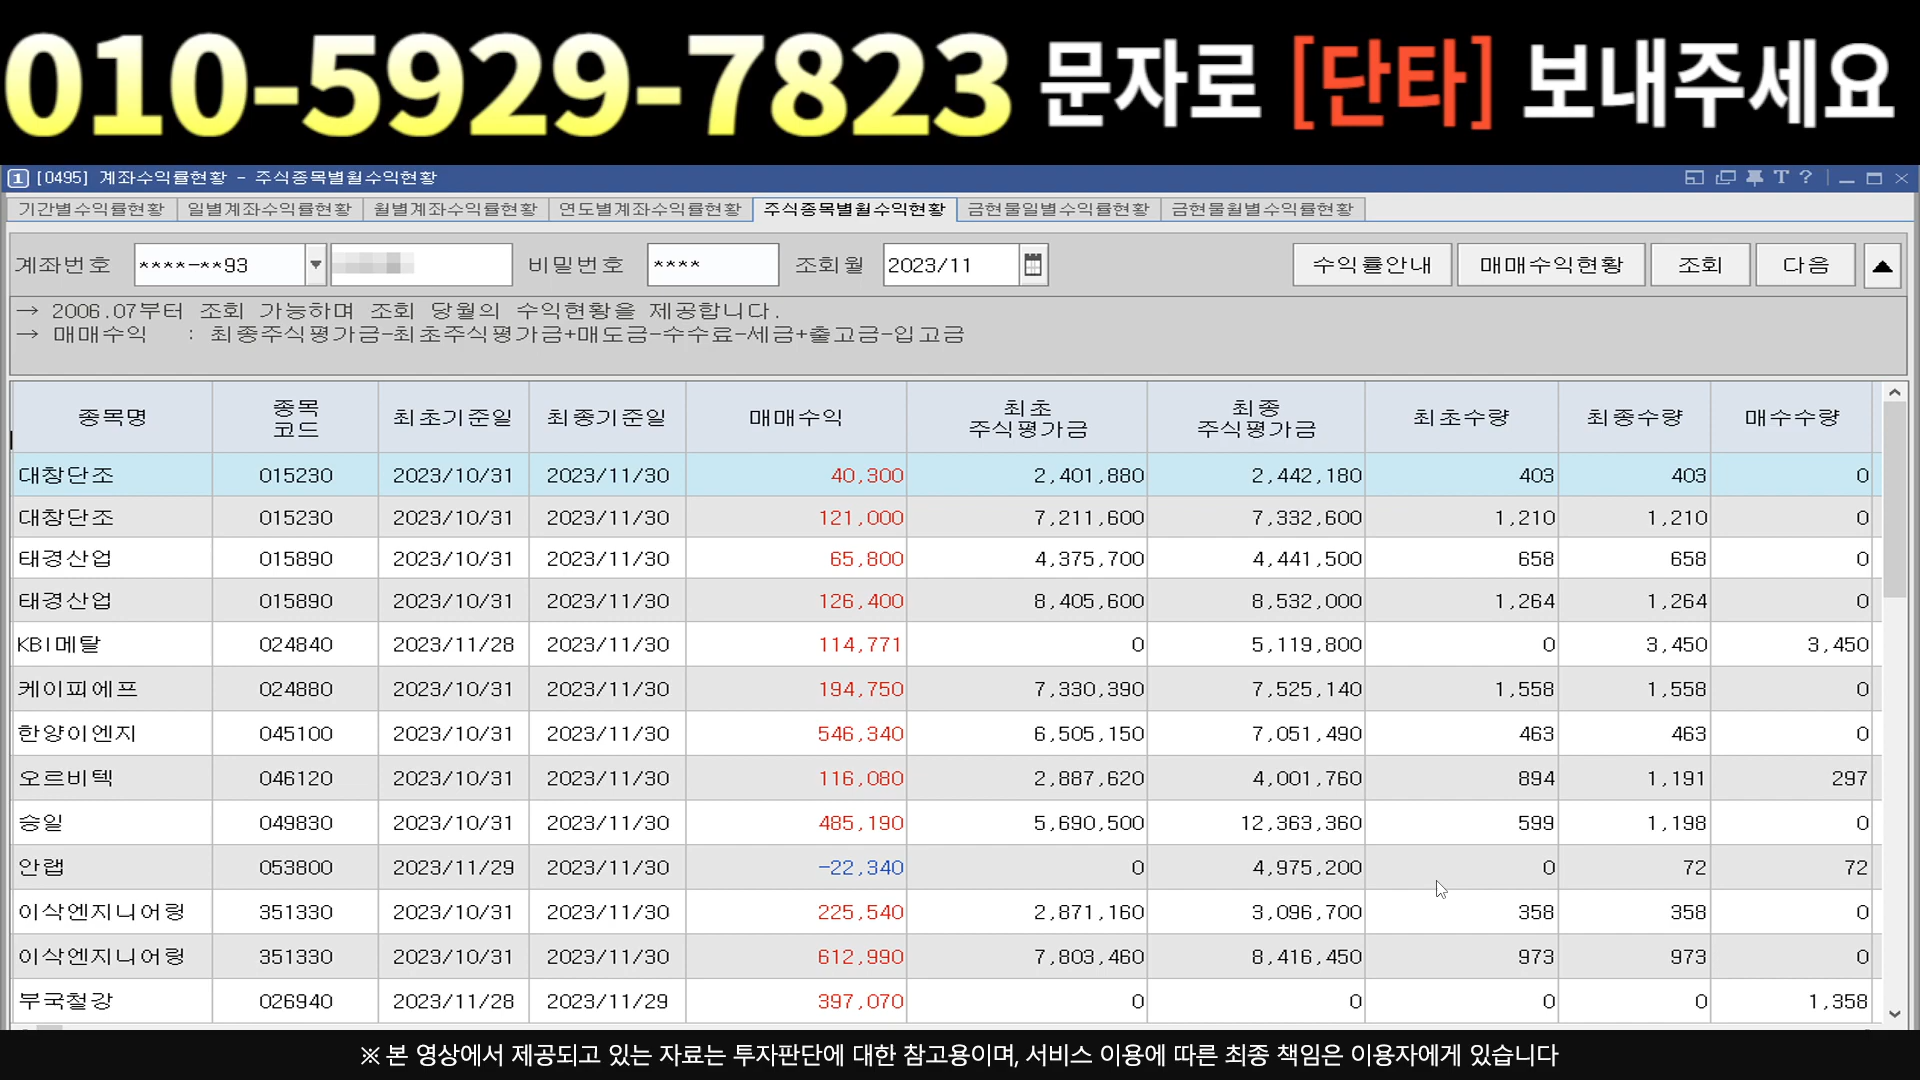 010-5929-7823 문자로 [단타] 보내주세요
1 [0495] 계좌수익률현황 - 주식종목별월수익현황 T ?
기간별수익률현황 일별계좌수익률현황 월별계좌수익률현황 연도별계좌수익률현황 주식종목별월수익현황 금현물일별수익률현황 금현물월별수익률현황
계좌번호 ****-**93 비밀번호 **** 조회월 2023/11 수익률안내 매매수익현황 조회 다음
→ 2006.07부터 조회 가능하며 조회 당월의 수익현황을 제공합니다.
→ 매매수익 : 최종주식평가금-최초주식평가금+매도금-수수료-세금+출고금-입고금
종목명 종목코드 최초기준일 최종기준일 매매수익 최초주식평가금 최종주식평가금 최초수량 최종수량 매수수량
대창단조 015230 2023/10/31 2023/11/30 40,300 2,401,880 2,442,180 403 403 0
대창단조 015230 2023/10/31 2023/11/30 121,000 7,211,600 7,332,600 1,210 1,210 0
태경산업 015890 2023/10/31 2023/11/30 65,800 4,375,700 4,441,500 658 658 0
태경산업 015890 2023/10/31 2023/11/30 126,400 8,405,600 8,532,000 1,264 1,264 0
KBI메탈 024840 2023/11/28 2023/11/30 114,771 0 5,119,800 0 3,450 3,450
케이피에프 024880 2023/10/31 2023/11/30 194,750 7,330,390 7,525,140 1,558 1,558 0
한양이엔지 045100 2023/10/31 2023/11/30 546,340 6,505,150 7,051,490 463 463 0
오르비텍 046120 2023/10/31 2023/11/30 116,080 2,887,620 4,001,760 894 1,191 297
승일 049830 2023/10/31 2023/11/30 485,190 5,690,500 12,363,360 599 1,198 0
안랩 053800 2023/11/29 2023/11/30 -22,340 0 4,975,200 0 72 72
이삭엔지니어링 351330 2023/10/31 2023/11/30 225,540 2,871,160 3,096,700 358 358 0
이삭엔지니어링 351330 2023/10/31 2023/11/30 612,990 7,803,460 8,416,450 973 973 0
부국철강 026940 2023/11/28 2023/11/29 397,070 0 0 0 0 1,358
※ 본 영상에서 제공되고 있는 자료는 투자판단에 대한 참고용이며, 서비스 이용에 따른 최종 책임은 이용자에게 있습니다